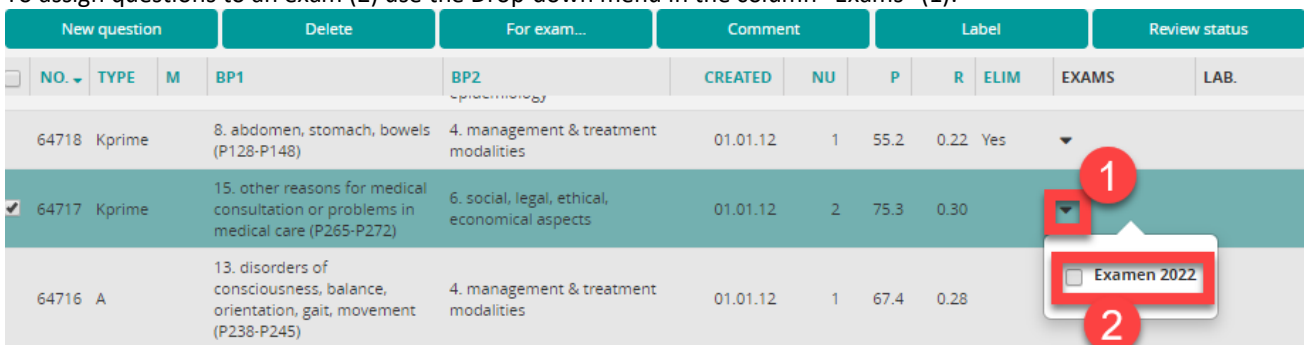 To assign questions to an exam (2) use the Drop-down menu in the column "Exams" (1).
New question Delete For exam... Comment Label Review status
NO. TYPE M BP1 BP2 CREATED NU P R ELIM EXAMS LAB.
epidemiology
64718 Kprime 8. abdomen, stomach, bowels 4. management & treatment 01.01.12 1 55.2 0.22 Yes
(P128-P148) modalities
15. other reasons for medical
64717 Kprime consultation or problems in 6. social, legal, ethical, 01.01.12 2 75.3 0.30 1
medical care (P265-P272) economical aspects
13. disorders of
Examen 2022
64716 A consciousness, balance, 4. management & treatment 01.01.12 1 67.4 0.28
orientation, gait, movement modalities
(P238-P245)
2